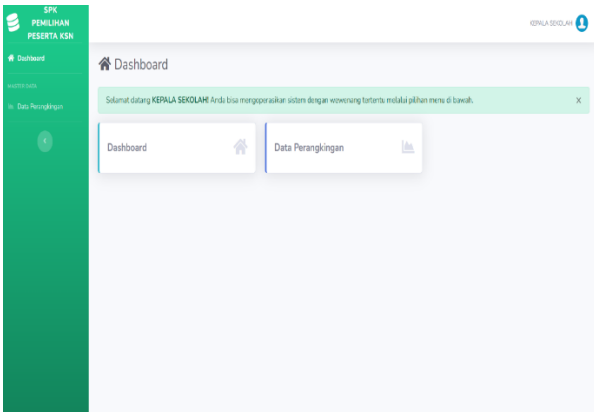 SPK
PEMILIHAN
PESERTA KSN
KEPALA SEKOLAH
Dashboard
MASTER DATA
Data Perangkingan
Dashboard
Selamat datang KEPALA SEKOLAH! Anda bisa mengoperasikan sistem dengan wewenang tertentu melalui pilihan menu di bawah.
X
Dashboard
Data Perangkingan